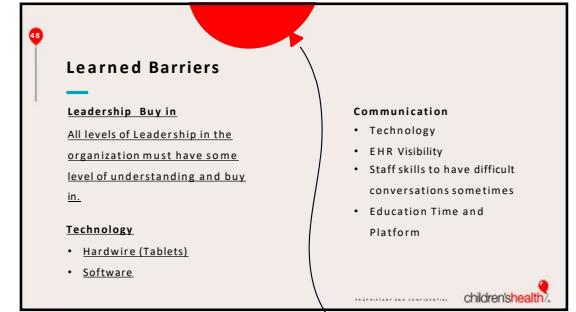 48
Learned Barriers
Leadership Buy in
All levels of Leadership in the
organization must have some
level of understanding and buy
in.
Technology
• Hardwire (Tablets)
• Software
Communication
• Technology
• EHR Visibility
• Staff skills to have difficult
conversations sometimes
• Education Time and
Platform
PROPRIETARY AND CONFIDENTIAL
children'shealth